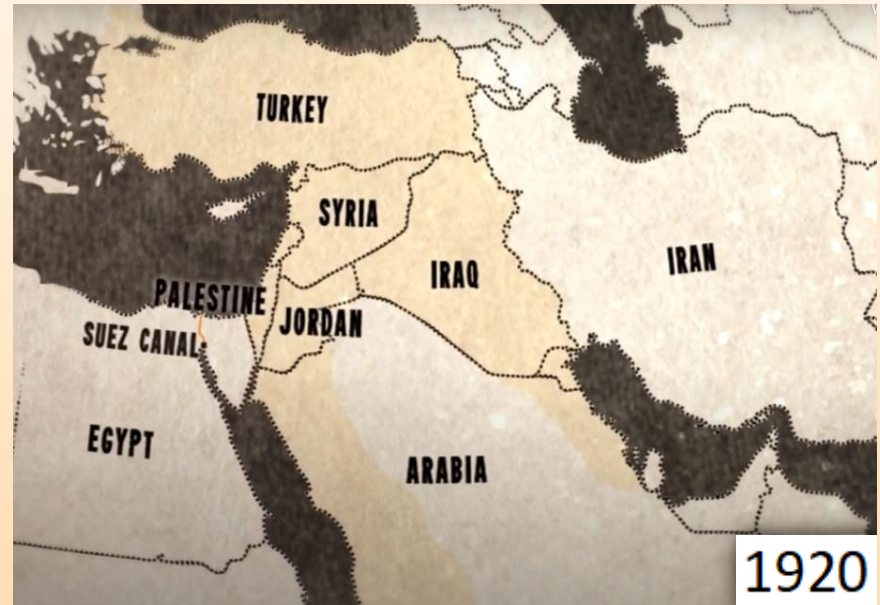 TURKEY
SYRIA
IRAQ
IRAN
PALESTINE
JORDAN
SUEZ CANAL
EGYPT
ARABIA
1920